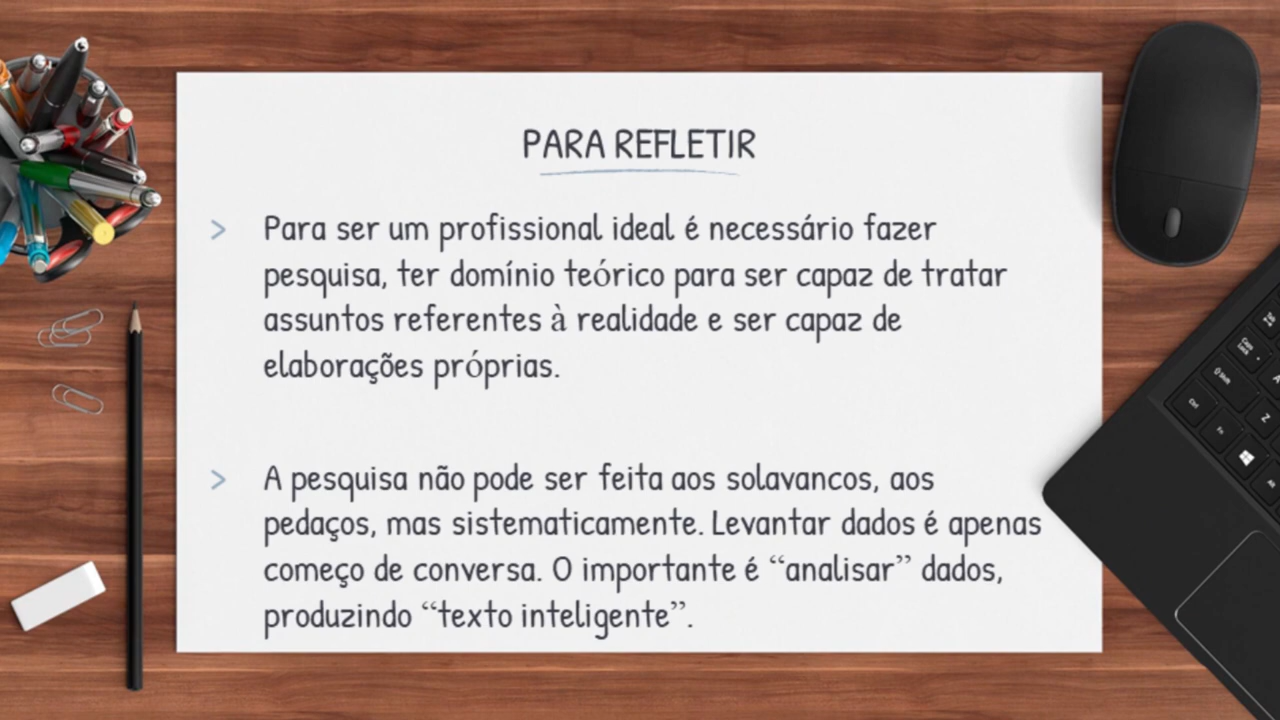 PARA REFLETIR
> Para ser um profissional ideal é necessário fazer
pesquisa, ter domínio teórico para ser capaz de tratar
assuntos referentes à realidade e ser capaz de
elaborações próprias.
> A pesquisa não pode ser feita aos solavancos, aos
pedaços, mas sistematicamente. Levantar dados é apenas
começo de conversa. O importante é “analisar” dados,
produzindo “texto inteligente”.